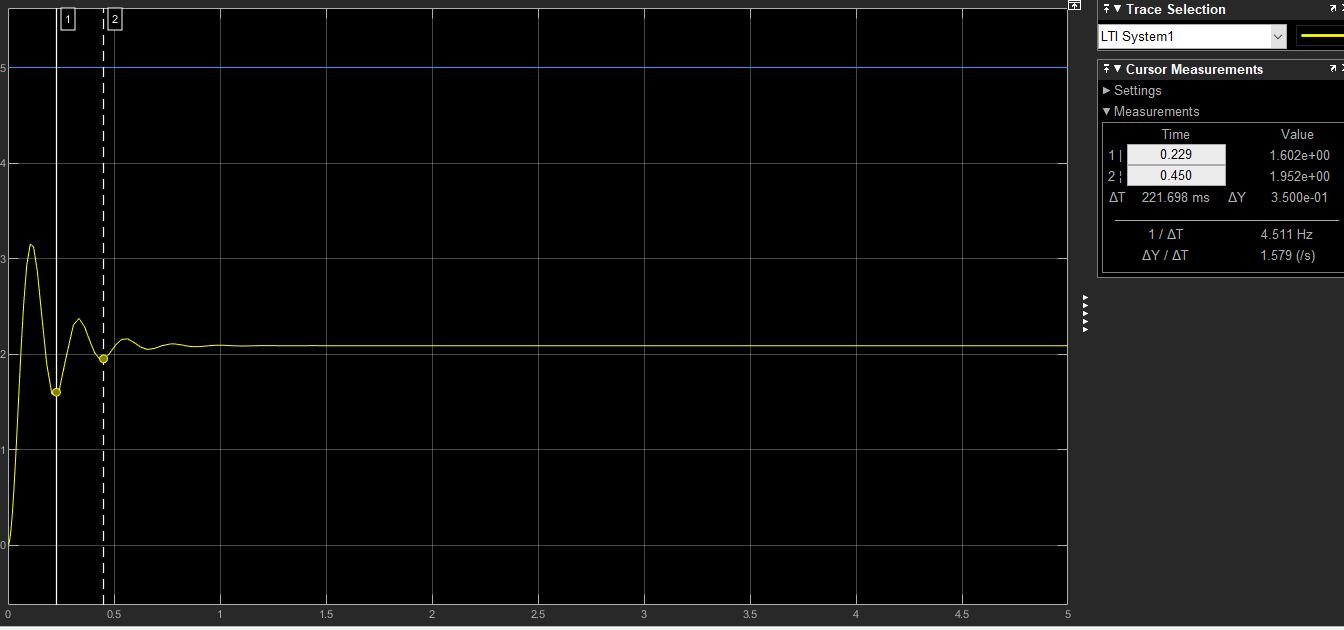 1 2
5
4
3
2
1
0
0 0.5 1 1.5 2 2.5 3 3.5 4 4.5 5
Trace Selection
LTI System1
Cursor Measurements
Settings
Measurements
Time Value
1 | 0.229 1.602e+00
2 ¦ 0.450 1.952e+00
ΔT 221.698 ms ΔY 3.500e-01
1 / ΔT 4.511 Hz
ΔY / ΔT 1.579 (/s)